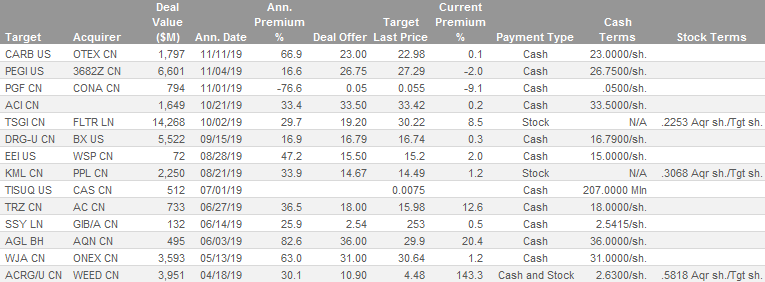 Deal Ann. Current
Value Premium Target Premium Cash
Target Acquirer ($M) Ann. Date % Deal Offer Last Price % Payment Type Terms Stock Terms
CARB US OTEX CN 1,797 11/11/19 66.9 23.00 22.98 0.1 Cash 23.0000/sh.
PEGI US 3682Z CN 6,601 11/04/19 16.6 26.75 27.29 -2.0 Cash 26.7500/sh.
PGF CN CONA CN 794 11/01/19 -76.6 0.05 0.055 -9.1 Cash .0500/sh.
ACI CN 1,649 10/21/19 33.4 33.50 33.42 0.2 Cash 33.5000/sh.
TSGI CN FLTR LN 14,268 10/02/19 29.7 19.20 30.22 8.5 Stock N/A .2253 Aqr sh./Tgt sh.
DRG-U CN BX US 5,522 09/15/19 16.9 16.79 16.74 0.3 Cash 16.7900/sh.
EEI US WSP CN 72 08/28/19 47.2 15.50 15.2 2.0 Cash 15.0000/sh.
KML CN PPL CN 2,250 08/21/19 33.9 14.67 14.49 1.2 Stock N/A .3068 Aqr sh./Tgt sh.
TISUQ US CAS CN 512 07/01/19 0.0075 Cash 207.0000 Mln
TRZ CN AC CN 733 06/27/19 36.5 18.00 15.98 12.6 Cash 18.0000/sh.
SSY LN GIB/A CN 132 06/14/19 25.9 2.54 253 0.5 Cash 2.5415/sh.
AGL BH AQN CN 495 06/03/19 82.6 36.00 29.9 20.4 Cash 36.0000/sh.
WJA CN ONEX CN 3,593 05/13/19 63.0 31.00 30.64 1.2 Cash 31.0000/sh.
ACRG/U CN WEED CN 3,951 04/18/19 30.1 10.90 4.48 143.3 Cash and Stock 2.6300/sh. .5818 Aqr sh./Tgt sh.